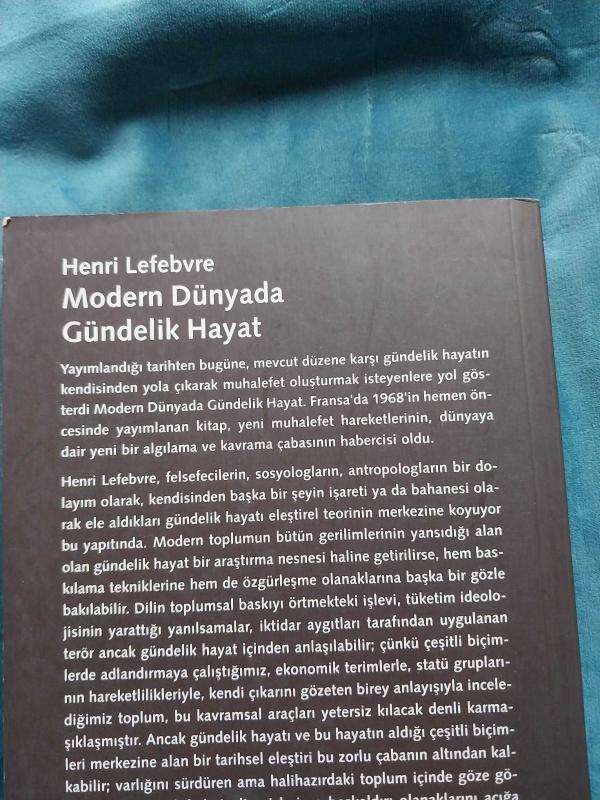 Henri Lefebvre
Modern Dünyada
Gündelik Hayat
Yayımlandığı tarihten bugüne, mevcut düzene karşı gündelik hayatın
kendisinden yola çıkarak muhalefet oluşturmak isteyenlere yol gös-
terdi Modern Dünyada Gündelik Hayat. Fransa'da 1968'in hemen ön-
cesinde yayımlanan kitap, yeni muhalefet hareketlerinin, dünyaya
dair yeni bir algılama ve kavrama çabasının habercisi oldu.
Henri Lefebvre, felsefecilerin, sosyologların, antropologların bir do-
layım olarak, kendisinden başka bir şeyin işareti ya da bahanesi ola-
rak ele aldıkları gündelik hayatı eleştirel teorinin merkezine koyuyor
bu yapıtında. Modern toplumun bütün gerilimlerinin yansıdığı alan
olan gündelik hayat bir araştırma nesnesi haline getirilirse, hem bas-
kılama tekniklerine hem de özgürleşme olanaklarına başka bir gözle
bakılabilir. Dilin toplumsal baskıyı örtmekteki işlevi, tüketim ideolo-
jisinin yarattığı yanılsamalar, iktidar aygıtları tarafından uygulanan
terör ancak gündelik hayat içinden anlaşılabilir; çünkü çeşitli biçim-
lerde adlandırmaya çalıştığımız, ekonomik terimlerle, statü grupları-
nın hareketlilikleriyle, kendi çıkarını gözeten birey anlayışıyla incele-
diğimiz toplum, bu kavramsal araçları yetersiz kılacak denli karma-
şıklaşmıştır. Ancak gündelik hayatı ve bu hayatın aldığı çeşitli biçim-
leri merkezine alan bir tarihsel eleştiri bu zorlu çabanın altından kal-
kabilir; varlığını sürdüren ama halihazırdaki toplum içinde göze gö-
başkaldırı olanaklarını açığa